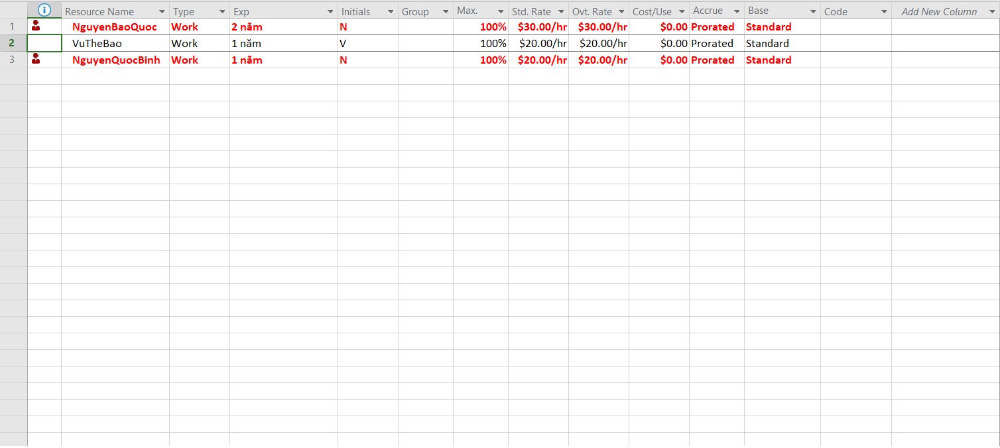 Resource Name Type Exp Initials Group Max. Std. Rate Ovt. Rate Cost/Use Accrue Base Code Add New Column
1 NguyenBaoQuoc Work 2 năm N 100% $30.00/hr $30.00/hr $0.00 Prorated Standard
2 VuTheBao Work 1 năm V 100% $20.00/hr $20.00/hr $0.00 Prorated Standard
3 NguyenQuocBinh Work 1 năm N 100% $20.00/hr $20.00/hr $0.00 Prorated Standard